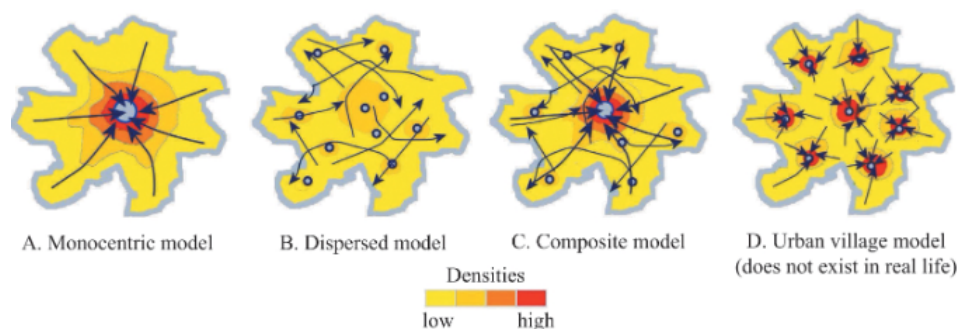 A. Monocentric model
B. Dispersed model
C. Composite model
D. Urban village model
(does not exist in real life)
Densities
low
high